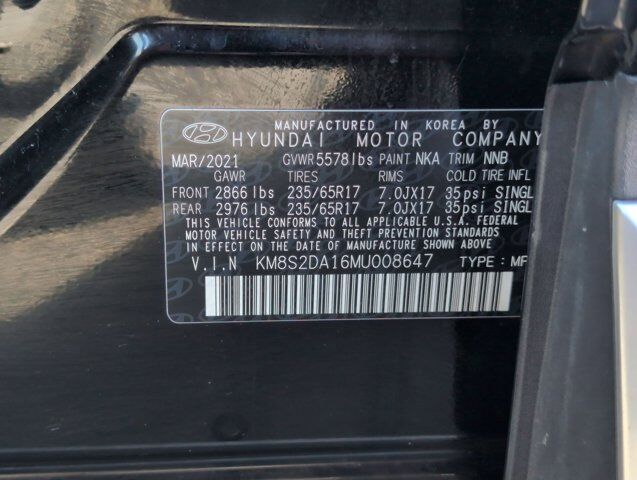 MANUFACTURED IN KOREA BY
HYUNDAI MOTOR COMPANY
MAR/2021 GVWR 5578 lbs PAINT NKA TRIM NNB
GAWR TIRES RIMS COLD TIRE INFL
FRONT 2866 lbs 235/65R17 7.0JX17 35psi SINGL
REAR 2976 lbs 235/65R17 7.0JX17 35psi SINGL
THIS VEHICLE CONFORMS TO ALL APPLICABLE U.S.A. FEDERAL
MOTOR VEHICLE SAFETY AND THEFT PREVENTION STANDARDS
IN EFFECT ON THE DATE OF MANUFACTURE SHOWN ABOVE.
V.I.N KM8S2DA16MU008647 TYPE : MP